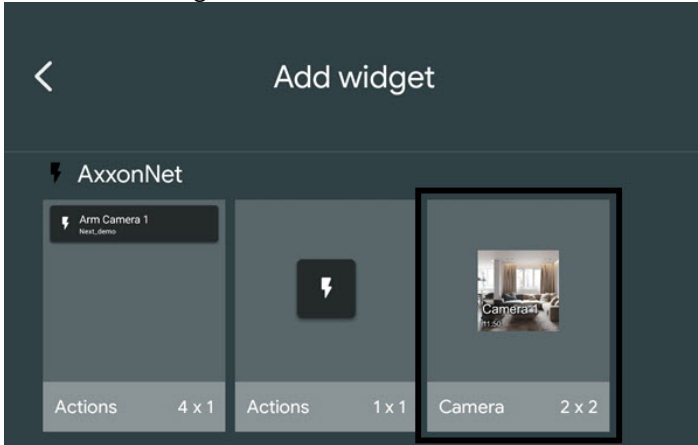 Add widget
AxxonNet
Arm Camera 1
Next_demo
Camera 1
11:50
Actions 4 x 1
Actions 1 x 1
Camera 2 x 2